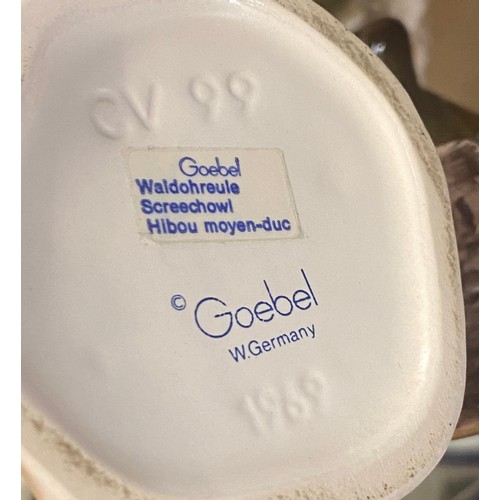 CV 99
Goebel
Waldohreule
Screechowl
Hibou moyen-duc
© Goebel
W.Germany
1969